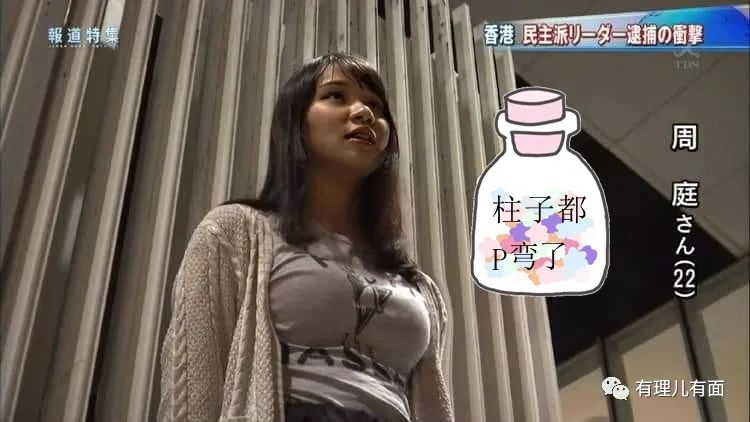 報道特集
香港 民主派リーダー逮捕の衝撃
TBS
周庭さん(22)
柱子都
P弯了
有理儿有面